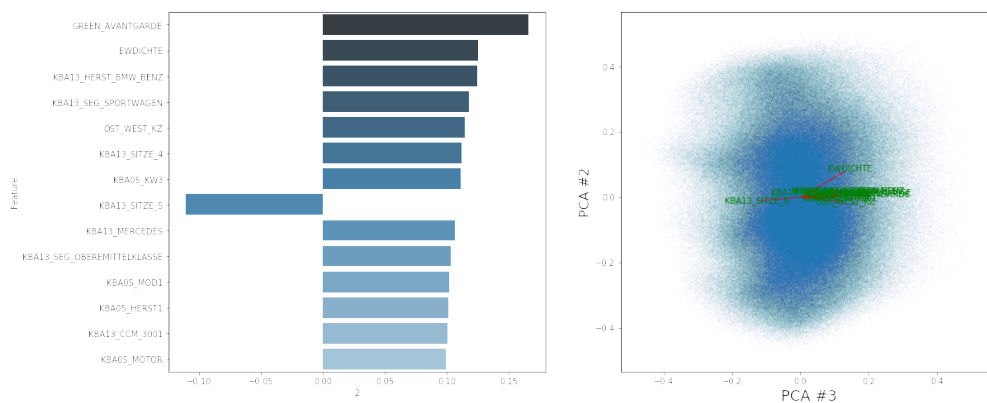 GREEN_AVANTGARDE
EWDICHTE
KBA13_HERST_BMW_BENZ
KBA13_SEG_SPORTWAGEN
OST_WEST_KZ
KBA13_SITZE_4
KBA05_KW3
KBA13_SITZE_5
KBA13_MERCEDES
KBA13_SEG_OBEREMITTELKLASSE
KBA05_MOD1
KBA05_HERST1
KBA13_CCM_3001
KBA05_MOTOR
Feature
−0.10 −0.05 0.00 0.05 0.10 0.15
2
PCA #2
0.4
0.2
0.0
−0.2
−0.4
EWDICHTE
KBA13_SITZE_5
−0.4 −0.2 0.0 0.2 0.4
PCA #3